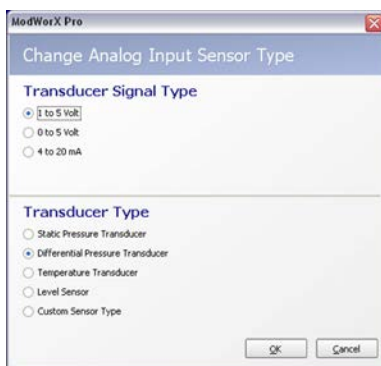 ModWorX Pro
Change Analog Input Sensor Type
Transducer Signal Type
1 to 5 Volt
0 to 5 Volt
4 to 20 mA
Transducer Type
Static Pressure Transducer
Differential Pressure Transducer
Temperature Transducer
Level Sensor
Custom Sensor Type
OK Cancel